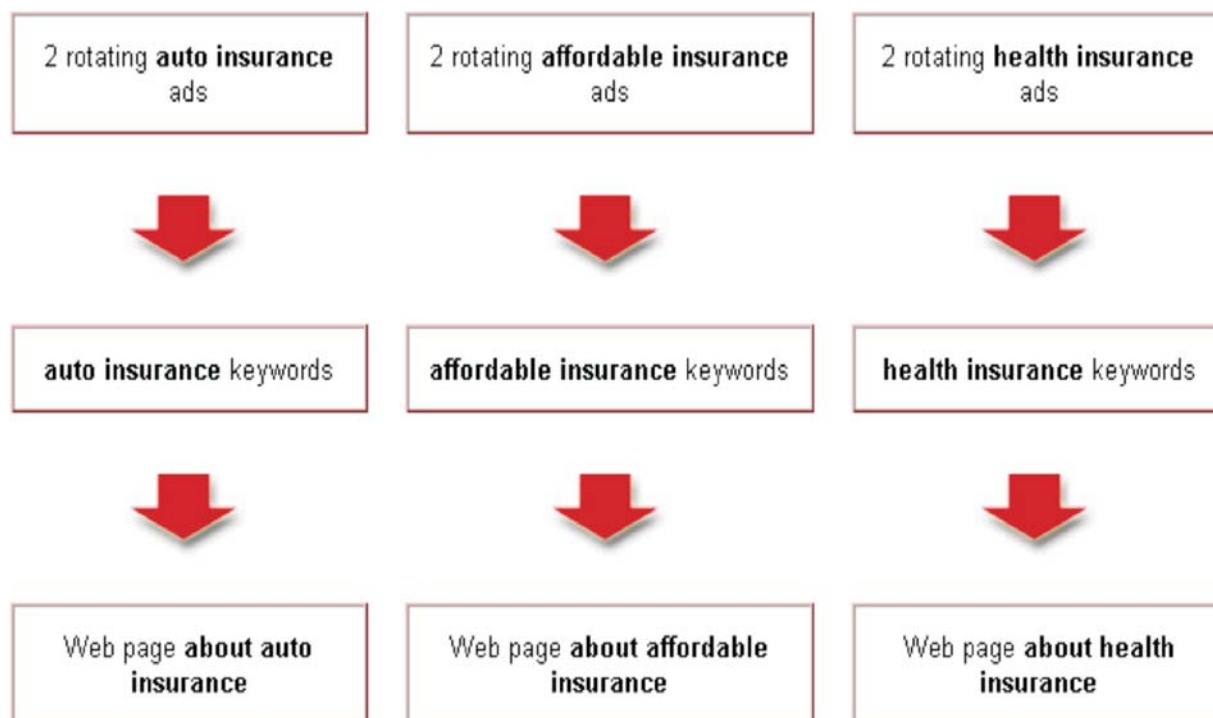 2 rotating auto insurance
ads
2 rotating affordable insurance
ads
2 rotating health insurance
ads
auto insurance keywords
affordable insurance keywords
health insurance keywords
Web page about auto
insurance
Web page about affordable
insurance
Web page about health
insurance